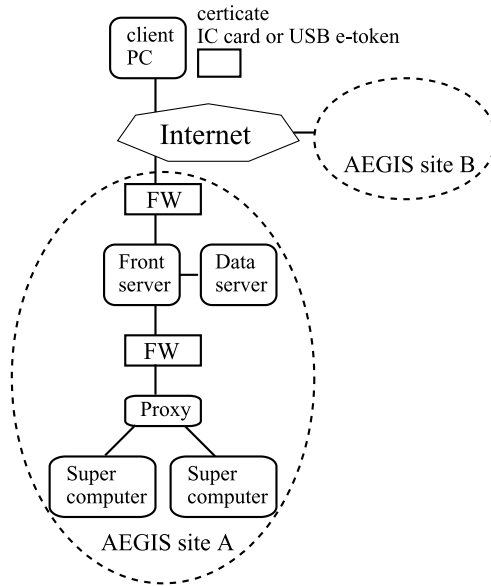 certicate
IC card or USB e-token
client
PC
Internet
AEGIS site B
FW
Front
server
Data
server
FW
Proxy
Super
computer
Super
computer
AEGIS site A